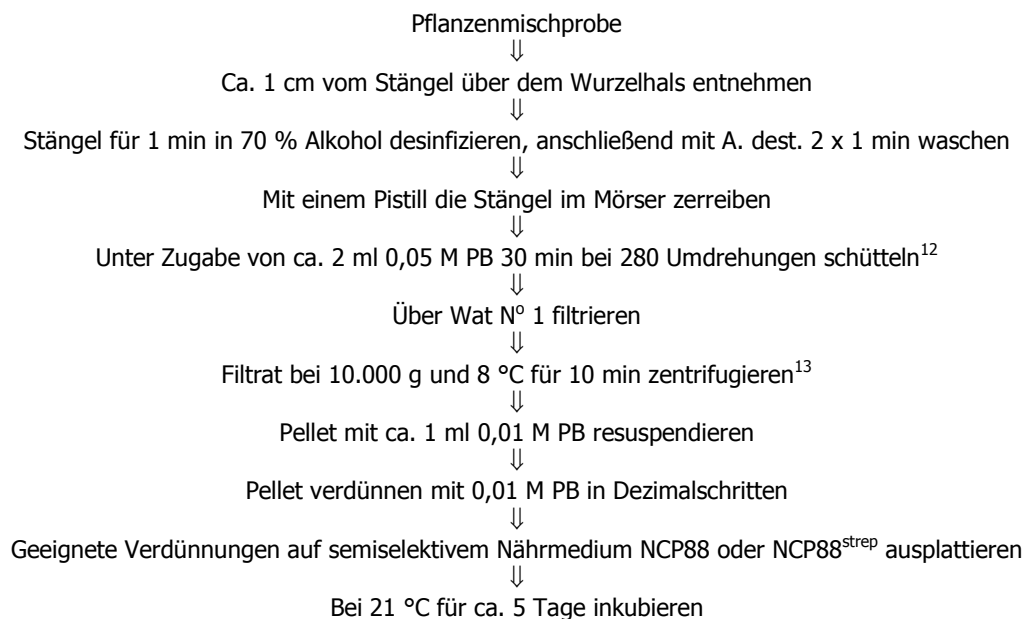 Pflanzenmischprobe
⇓
Ca. 1 cm vom Stängel über dem Wurzelhals entnehmen
⇓
Stängel für 1 min in 70 % Alkohol desinfizieren, anschließend mit A. dest. 2 x 1 min waschen
⇓
Mit einem Pistill die Stängel im Mörser zerreiben
⇓
Unter Zugabe von ca. 2 ml 0,05 M PB 30 min bei 280 Umdrehungen schütteln¹²
⇓
Über Wat Nº 1 filtrieren
⇓
Filtrat bei 10.000 g und 8 °C für 10 min zentrifugieren¹³
⇓
Pellet mit ca. 1 ml 0,01 M PB resuspendieren
⇓
Pellet verdünnen mit 0,01 M PB in Dezimalschritten
⇓
Geeignete Verdünnungen auf semiselektivem Nährmedium NCP88 oder NCP88strep ausplattieren
⇓
Bei 21 °C für ca. 5 Tage inkubieren